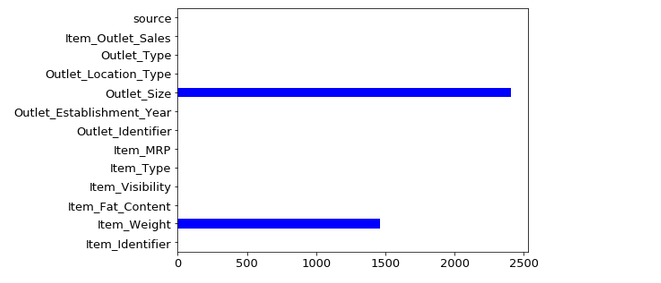 source
Item_Outlet_Sales
Outlet_Type
Outlet_Location_Type
Outlet_Size
Outlet_Establishment_Year
Outlet_Identifier
Item_MRP
Item_Type
Item_Visibility
Item_Fat_Content
Item_Weight
Item_Identifier
0 500 1000 1500 2000 2500